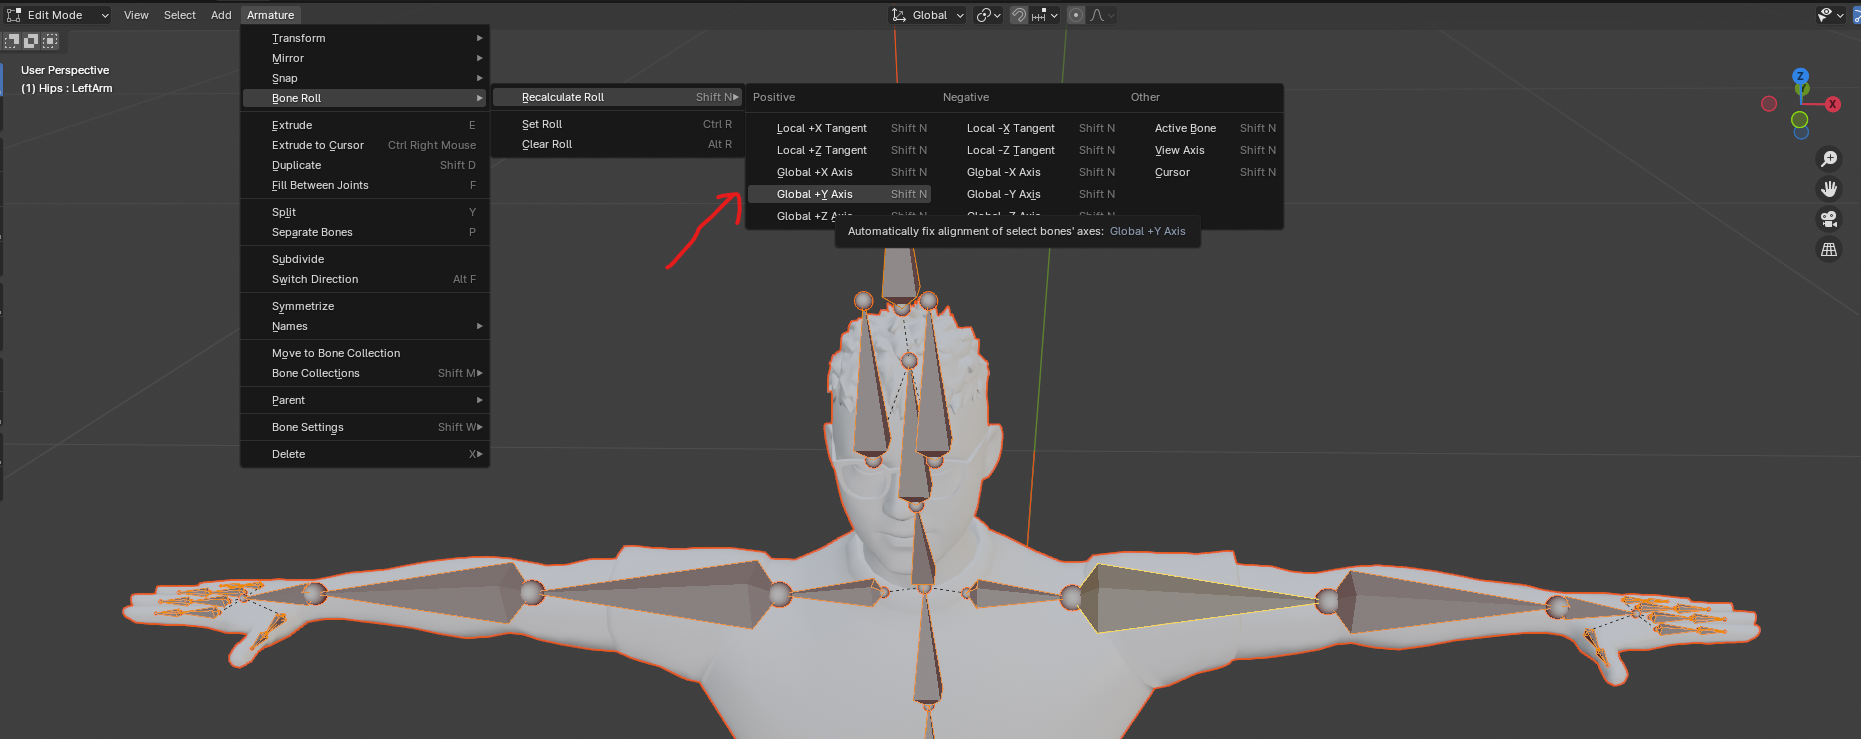 Edit Mode View Select Add Armature Global
User Perspective
(1) Hips : LeftArm
Transform
Mirror
Snap
Bone Roll
Extrude E
Extrude to Cursor Ctrl Right Mouse
Duplicate Shift D
Fill Between Joints F
Split Y
Separate Bones P
Subdivide
Switch Direction Alt F
Symmetrize
Names
Move to Bone Collection
Bone Collections Shift M
Parent
Bone Settings Shift W
Delete X
Recalculate Roll Shift N
Set Roll Ctrl R
Clear Roll Alt R
Positive
Local +X Tangent Shift N
Local +Z Tangent Shift N
Global +X Axis Shift N
Global +Y Axis Shift N
Global +Z Axis Shift N
Negative
Local -X Tangent Shift N
Local -Z Tangent Shift N
Global -X Axis Shift N
Global -Y Axis Shift N
Global -Z Axis Shift N
Other
Active Bone Shift N
View Axis Shift N
Cursor Shift N
Automatically fix alignment of select bones' axes: Global +Y Axis
Z
Y
X